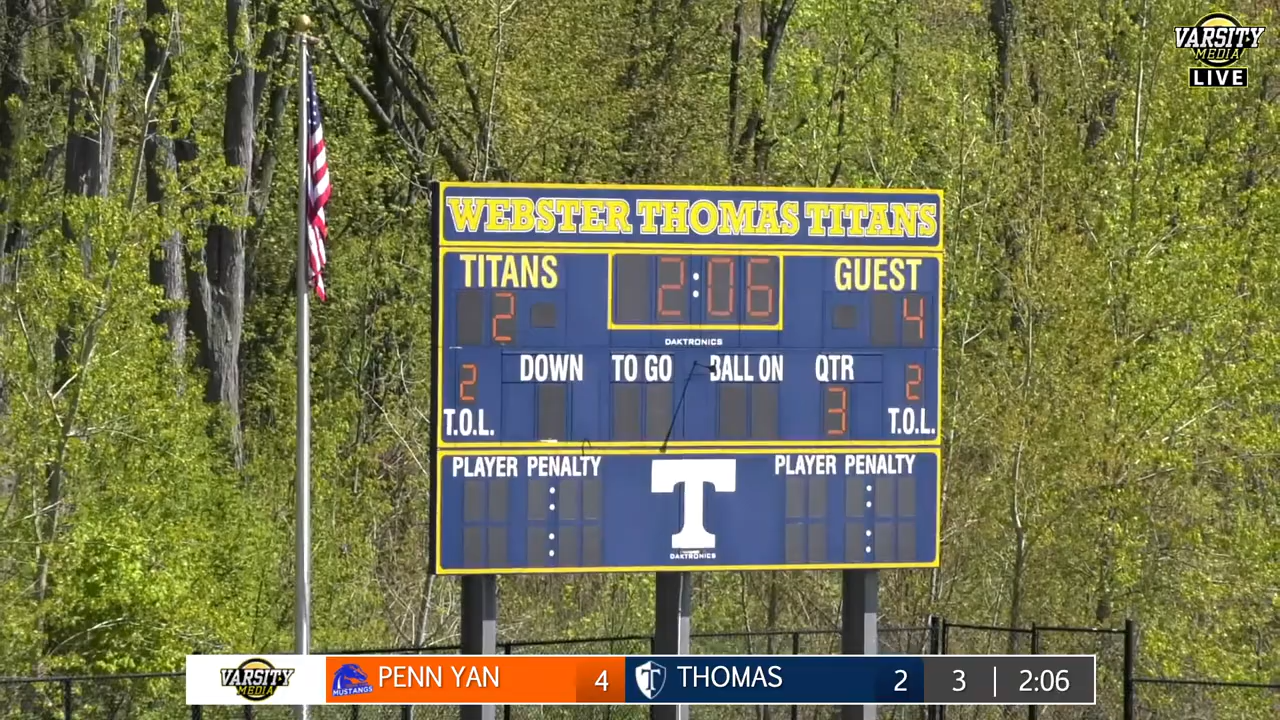 VARSITY
MEDIA
LIVE
WEBSTER THOMAS TITANS
TITANS 2:06 GUEST
2 4
DAKTRONICS
2 DOWN TO GO BALL ON QTR 2
T.O.L. 3 T.O.L.
PLAYER PENALTY PLAYER PENALTY
T
DAKTRONICS
VARSITY MEDIA MUSTANGS PENN YAN 4 T THOMAS 2 3 | 2:06